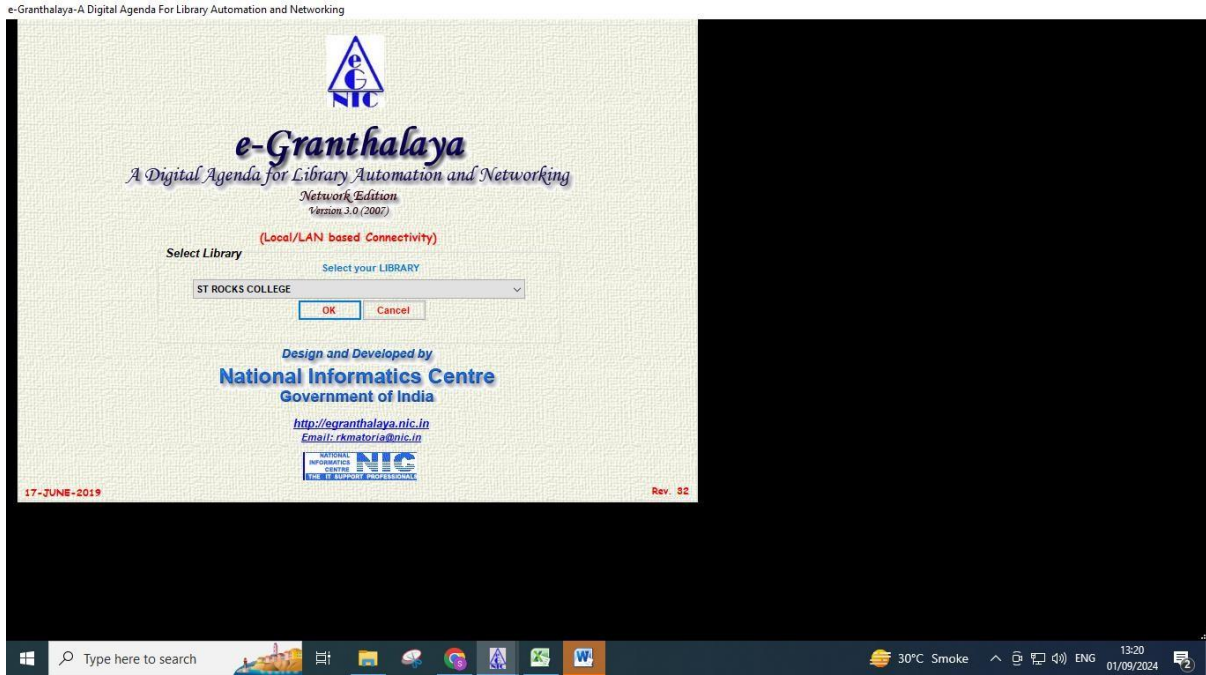 e-Granthalaya-A Digital Agenda For Library Automation and Networking
eG
NIC
e-Granthalaya
A Digital Agenda for Library Automation and Networking
Network Edition
Version 3.0 (2007)
(Local/LAN based Connectivity)
Select Library
Select your LIBRARY
ST ROCKS COLLEGE
OK Cancel
Design and Developed by
National Informatics Centre
Government of India
http://egranthalaya.nic.in
Email: rkmatoria@nic.in
NATIONAL
INFORMATICS
CENTRE
NIC
THE IT SUPPORT PROFESSIONALS
17-JUNE-2019 Rev. 32
Type here to search
30°C Smoke ENG
13:20
01/09/2024
2